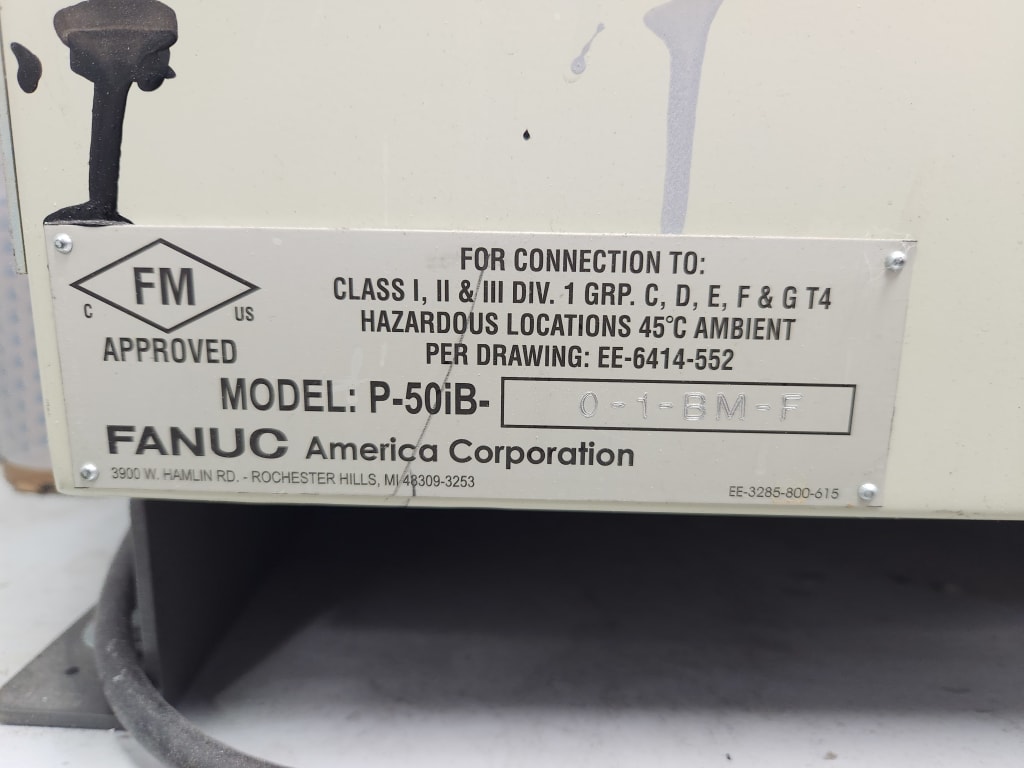 FM
C US
APPROVED
FOR CONNECTION TO:
CLASS I, II & III DIV. 1 GRP. C, D, E, F & G T4
HAZARDOUS LOCATIONS 45°C AMBIENT
PER DRAWING: EE-6414-552
MODEL: P-50iB- 0-1-BM-F
FANUC America Corporation
3900 W. HAMLIN RD. - ROCHESTER HILLS, MI 48309-3253
EE-3285-800-615